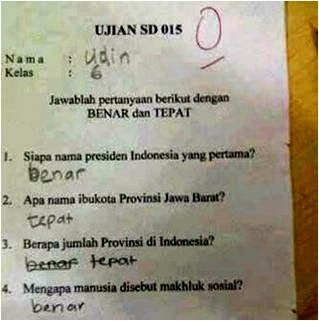 UJIAN SD 015
0
Nama : Udin
Kelas : 6
Jawablah pertanyaan berikut dengan
BENAR dan TEPAT
1. Siapa nama presiden Indonesia yang pertama?
Benar
2. Apa nama ibukota Provinsi Jawa Barat?
tepat
3. Berapa jumlah Provinsi di Indonesia?
benar tepat
4. Mengapa manusia disebut makhluk sosial?
benar